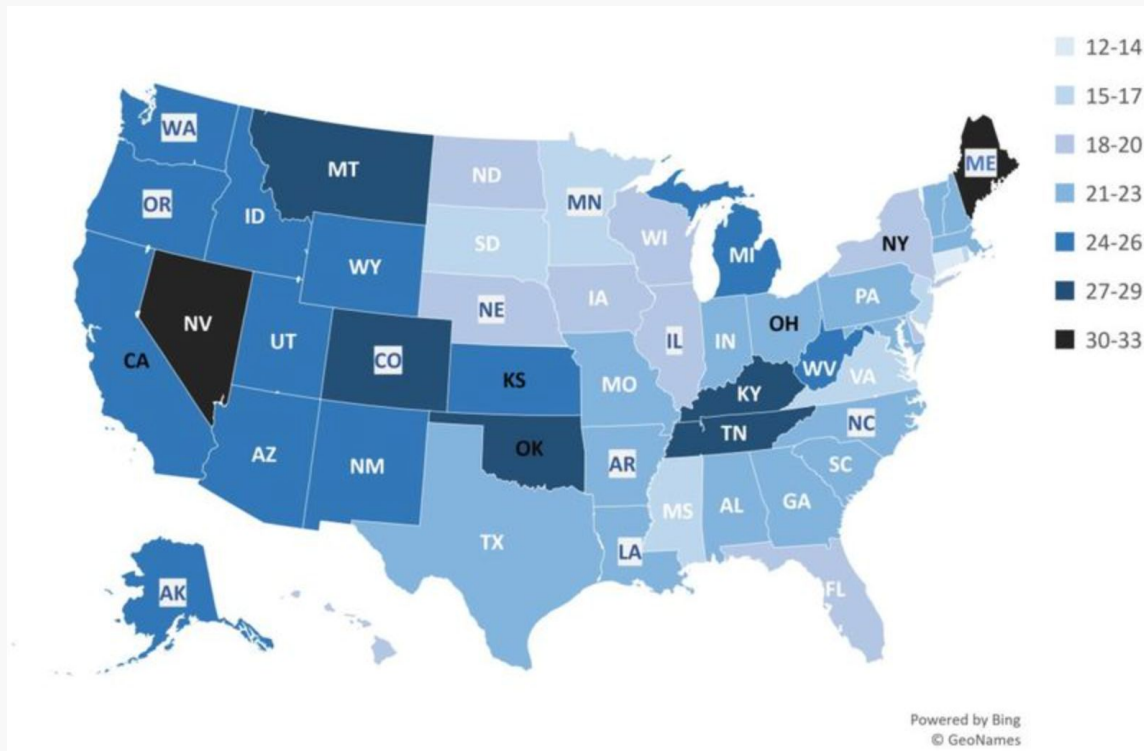 12-14
15-17
18-20
21-23
24-26
27-29
30-33
WA
MT
ND
MN
ME
OR
ID
SD
WI
NY
WY
MI
NE
IA
PA
NV
UT
CO
IL
IN
OH
CA
KS
MO
WV
VA
KY
NC
AZ
NM
OK
AR
TN
SC
MS
AL
GA
TX
LA
AK
FL
Powered by Bing
© GeoNames